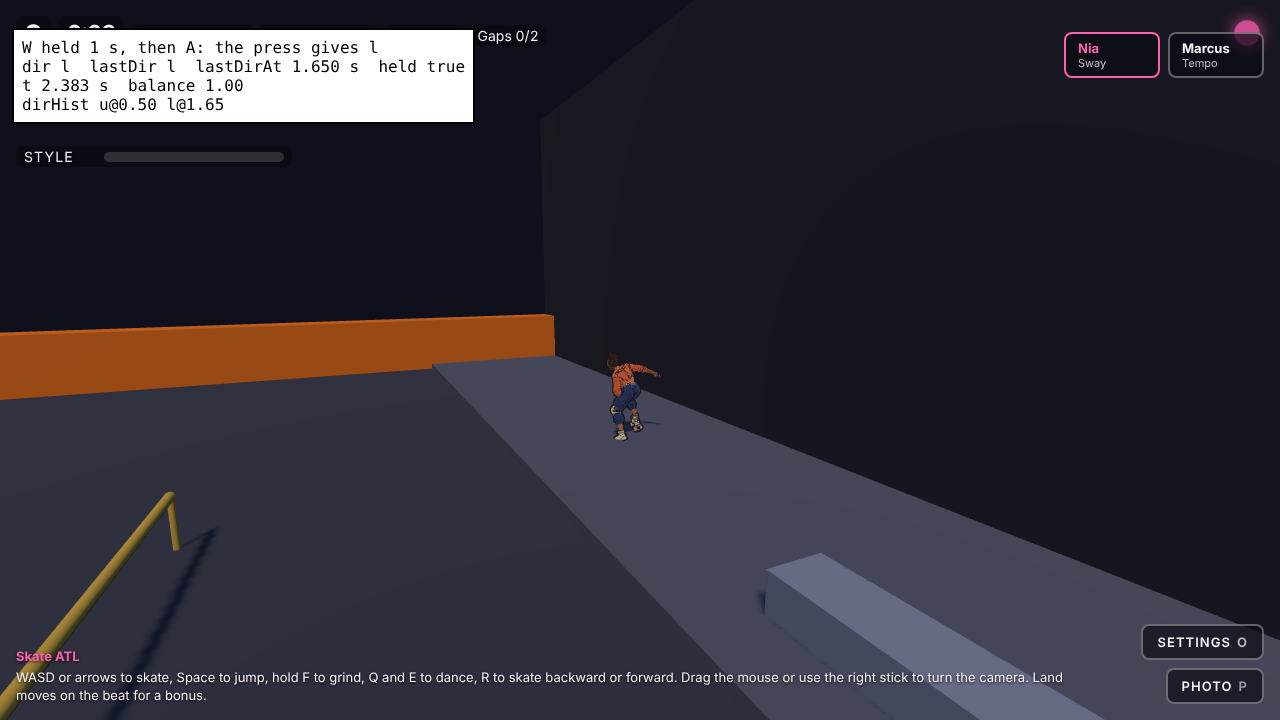 Gaps 0/2
W held 1 s, then A: the press gives l
dir l  lastDir l  lastDirAt 1.650 s  held true
t 2.383 s  balance 1.00
dirHist u@0.50 l@1.65
Nia
Sway
Marcus
Tempo
STYLE
SETTINGS O
PHOTO P
Skate ATL
WASD or arrows to skate, Space to jump, hold F to grind, Q and E to dance, R to skate backward or forward. Drag the mouse or use the right stick to turn the camera. Land
moves on the beat for a bonus.